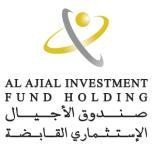 AL AJIAL INVESTMENT
FUND HOLDING
صندوق الأجيال
الإستثماري القابضة